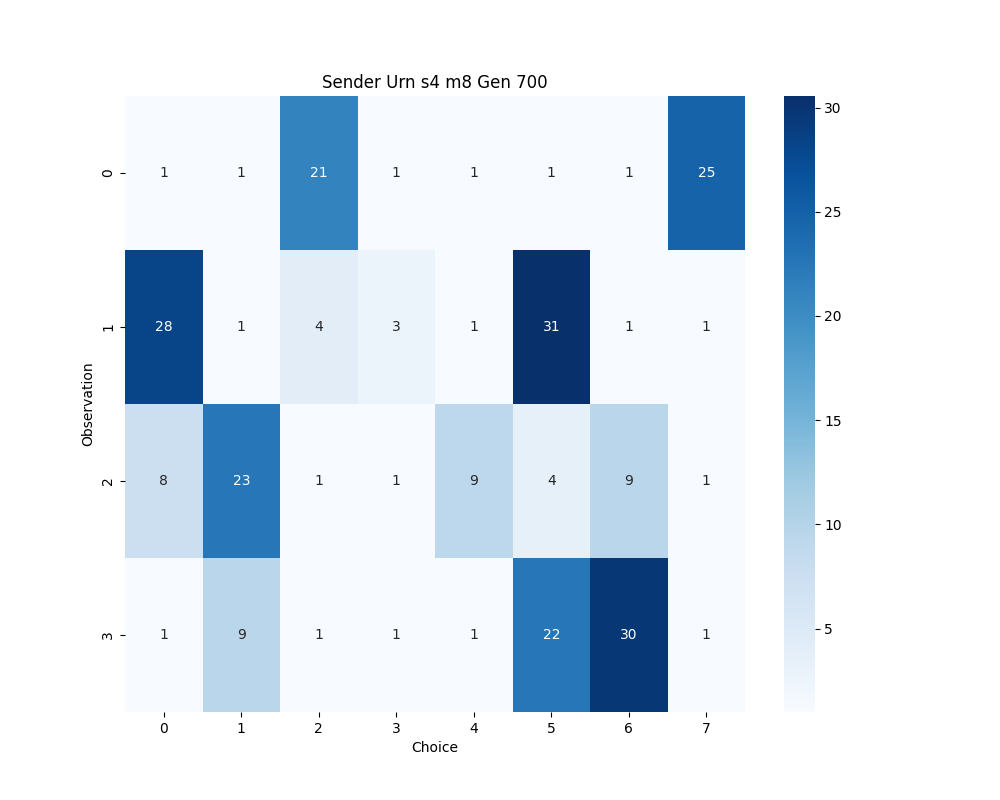 Sender Urn s4 m8 Gen 700
0 1 1 21 1 1 1 1 25
1 28 1 4 3 1 31 1 1
2 8 23 1 1 9 4 9 1
3 1 9 1 1 1 22 30 1
0 1 2 3 4 5 6 7
Choice
Observation
30
25
20
15
10
5